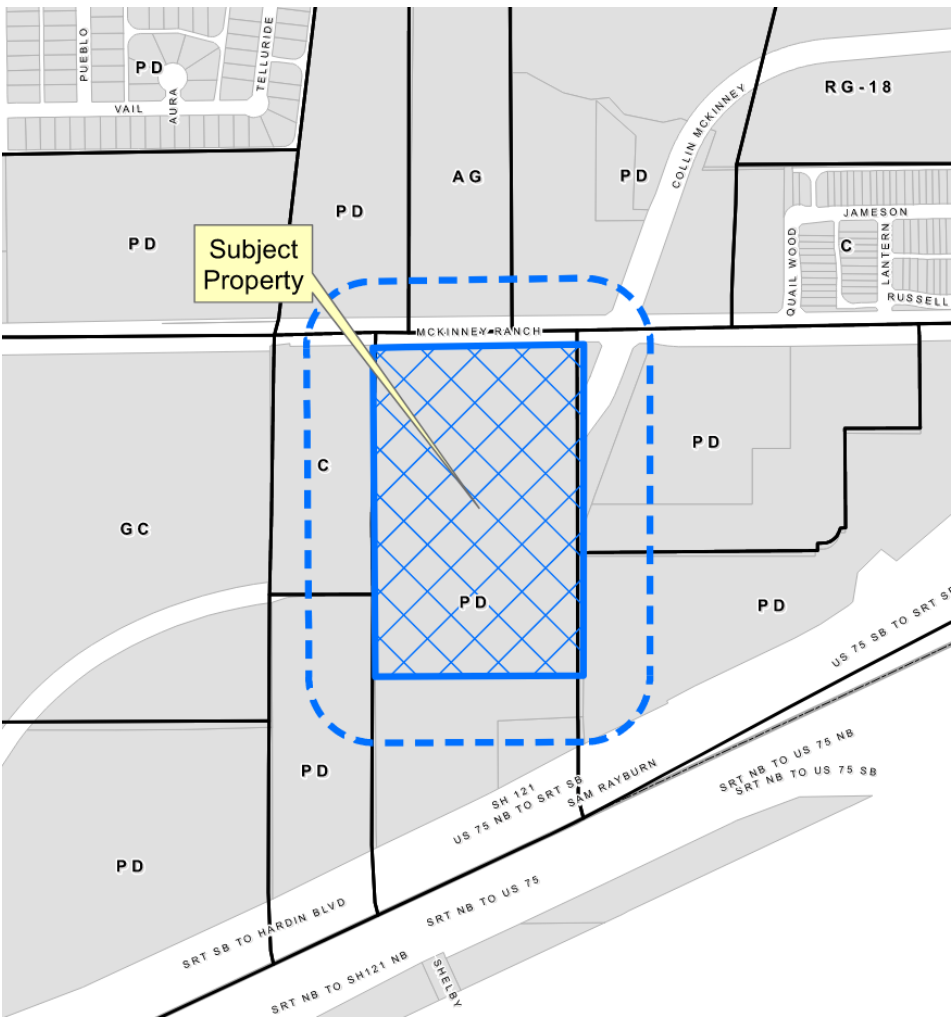 PUEBLO
PD
AURA
TELLURIDE
VAIL
COLLIN MCKINNEY
RG-18
AG
PD
PD
PD
JAMESON
QUAIL WOOD
C
LANTERN
RUSSELL
Subject
Property
MCKINNEY RANCH
PD
C
GC
PD
PD
US 75 SB TO SRT S
PD
SH 121
US 75 NB TO SRT SB
SAM RAYBURN
SRT NB TO US 75 NB
SRT NB TO US 75 SB
PD
SRT SB TO HARDIN BLVD
SRT NB TO US 75
SRT NB TO SH121 NB
SHELBY